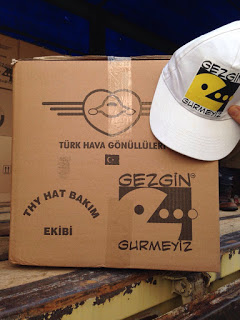 GEZGİN
GURMEYİZ
TÜRK HAVA GÖNÜLLÜLERİ
THY HAT BAKIM
EKİBİ
GEZGİN®
GURMEYİZ